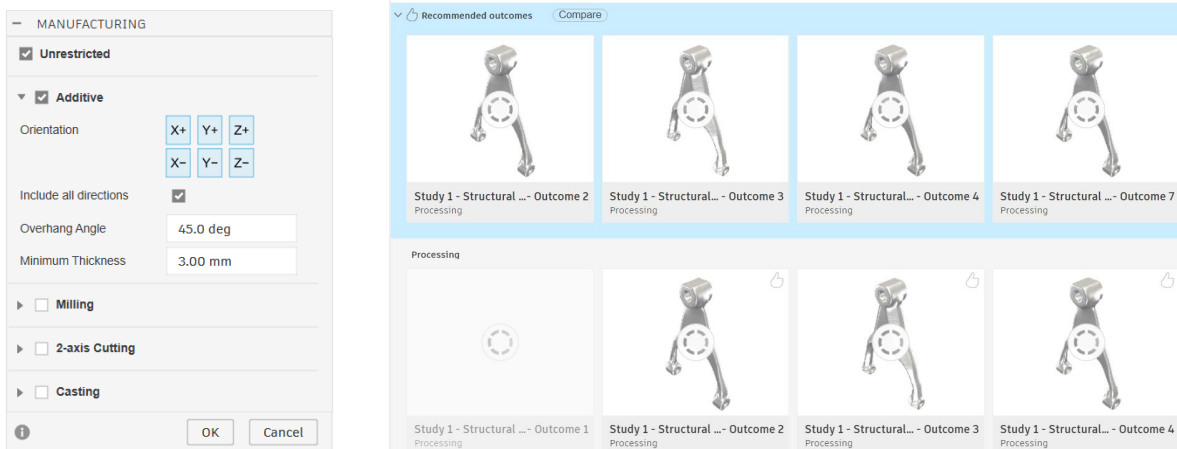 MANUFACTURING
Unrestricted
Additive
Orientation
X+ Y+ Z+
X- Y- Z-
Include all directions
Overhang Angle 45.0 deg
Minimum Thickness 3.00 mm
Milling
2-axis Cutting
Casting
OK Cancel
Recommended outcomes Compare
Study 1 - Structural ...- Outcome 2
Processing
Study 1 - Structural... - Outcome 3
Processing
Study 1 - Structural... - Outcome 4
Processing
Study 1 - Structural ...- Outcome 7
Processing
Processing
Study 1 - Structural ...- Outcome 1
Processing
Study 1 - Structural ...- Outcome 2
Processing
Study 1 - Structural... - Outcome 3
Processing
Study 1 - Structural... - Outcome 4
Processing